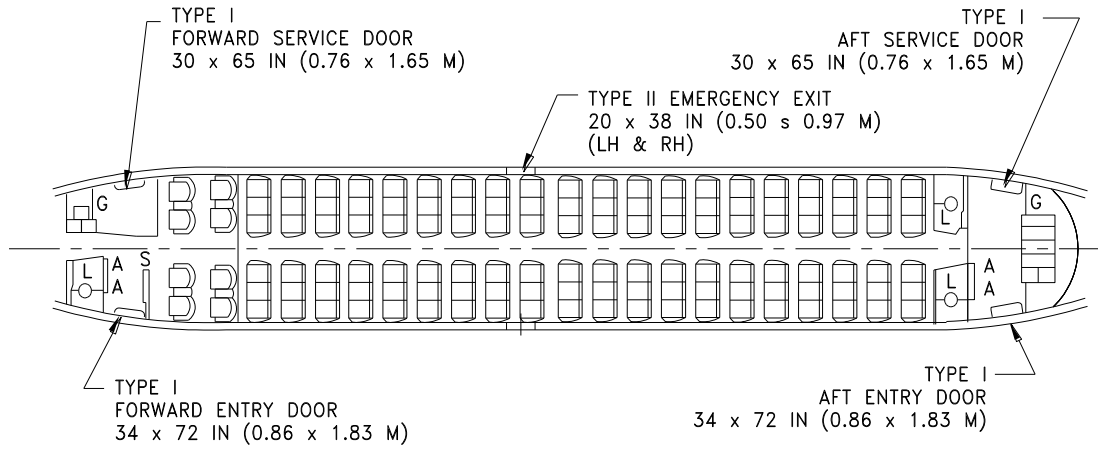 TYPE I
FORWARD SERVICE DOOR
30 x 65 IN (0.76 x 1.65 M)
TYPE I
AFT SERVICE DOOR
30 x 65 IN (0.76 x 1.65 M)
TYPE II EMERGENCY EXIT
20 x 38 IN (0.50 s 0.97 M)
(LH & RH)
G
G
L
L
A
A
S
L
A
A
TYPE I
FORWARD ENTRY DOOR
34 x 72 IN (0.86 x 1.83 M)
TYPE I
AFT ENTRY DOOR
34 x 72 IN (0.86 x 1.83 M)